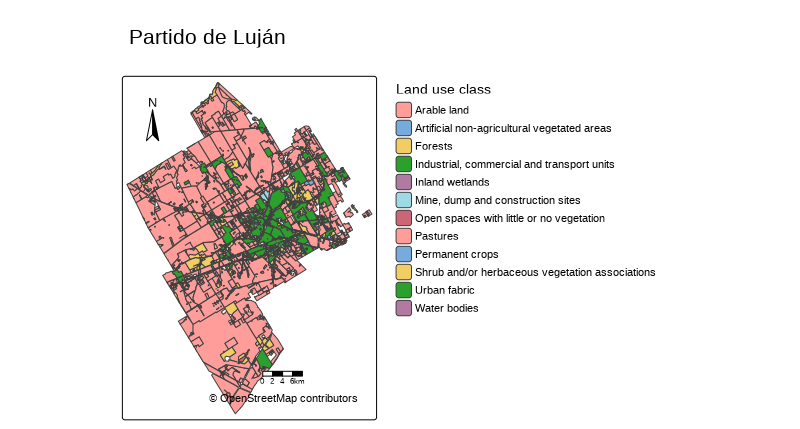 Partido de Luján
N
0 2 4 6km
© OpenStreetMap contributors
Land use class
Arable land
Artificial non-agricultural vegetated areas
Forests
Industrial, commercial and transport units
Inland wetlands
Mine, dump and construction sites
Open spaces with little or no vegetation
Pastures
Permanent crops
Shrub and/or herbaceous vegetation associations
Urban fabric
Water bodies